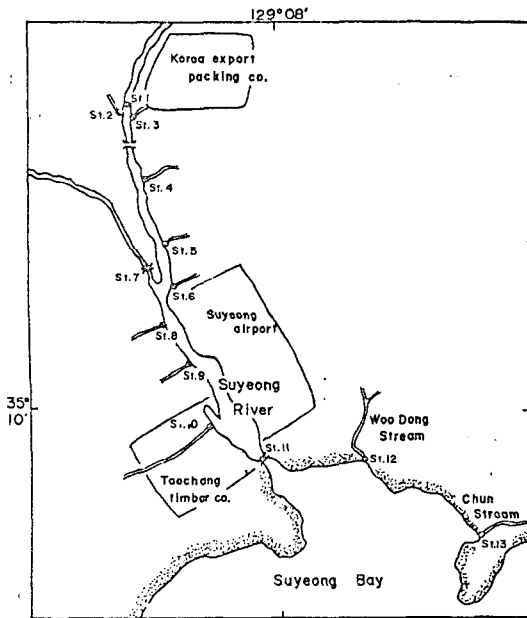 129°08'
Korea export
packing co.
St.1
St.2
St.3
St.4
St.5
St.7
St.6
Suyeong
airport
St.8
St.9
Suyeong
River
35°
10'
Woo Dong
Stream
St.10
St.11
St.12
Taechang
timber co.
Chun
Stream
St.13
Suyeong Bay